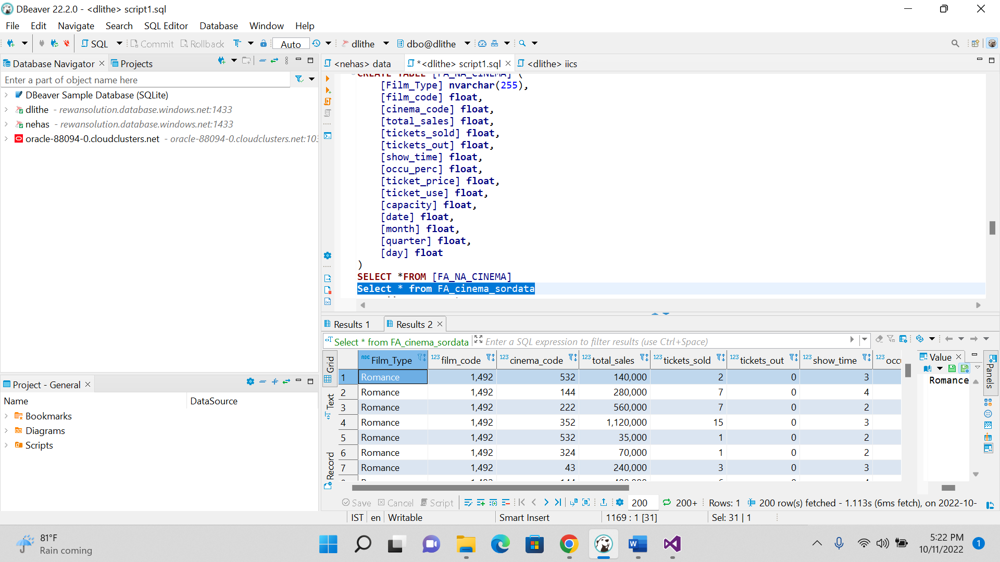 DBeaver 22.2.0 - <dlithe> script1.sql
File Edit Navigate Search SQL Editor Database Window Help
SQL Commit Rollback Auto dlithe dbo@dlithe
Database Navigator Projects
Enter a part of object name here
DBeaver Sample Database (SQLite)
dlithe - rewansolution.database.windows.net:1433
nehas - rewansolution.database.windows.net:1433
oracle-88094-0.cloudclusters.net - oracle-88094-0.cloudclusters.net:103
Project - General
Name DataSource
Bookmarks
Diagrams
Scripts
<nehas> data *<dlithe> script1.sql <dlithe> iics
CREATE TABLE [FA_NA_CINEMA] (
[Film_Type] nvarchar(255),
[film_code] float,
[cinema_code] float,
[total_sales] float,
[tickets_sold] float,
[tickets_out] float,
[show_time] float,
[occu_perc] float,
[ticket_price] float,
[ticket_use] float,
[capacity] float,
[date] float,
[month] float,
[quarter] float,
[day] float
)
SELECT *FROM [FA_NA_CINEMA]
Select * from FA_cinema_sordata
Results 1 Results 2
Select * from FA_cinema_sordata Enter a SQL expression to filter results (use Ctrl+Space)
Grid
Text
Record
ABC Film_Type 123 film_code 123 cinema_code 123 total_sales 123 tickets_sold 123 tickets_out 123 show_time 123 occu
1 Romance 1,492 532 140,000 2 0 3
2 Romance 1,492 144 280,000 7 0 4
3 Romance 1,492 222 560,000 7 0 2
4 Romance 1,492 352 1,120,000 15 0 3
5 Romance 1,492 532 35,000 1 0 2
6 Romance 1,492 324 70,000 1 0 2
7 Romance 1,492 43 240,000 3 0 3
Value
Romance
Panels
Save Cancel Script 200 200+ Rows: 1 200 row(s) fetched - 1.113s (6ms fetch), on 2022-10-
IST en Writable Smart Insert 1169 : 1 [31] Sel: 31 | 1
81°F
Rain coming
5:22 PM
10/11/2022
1